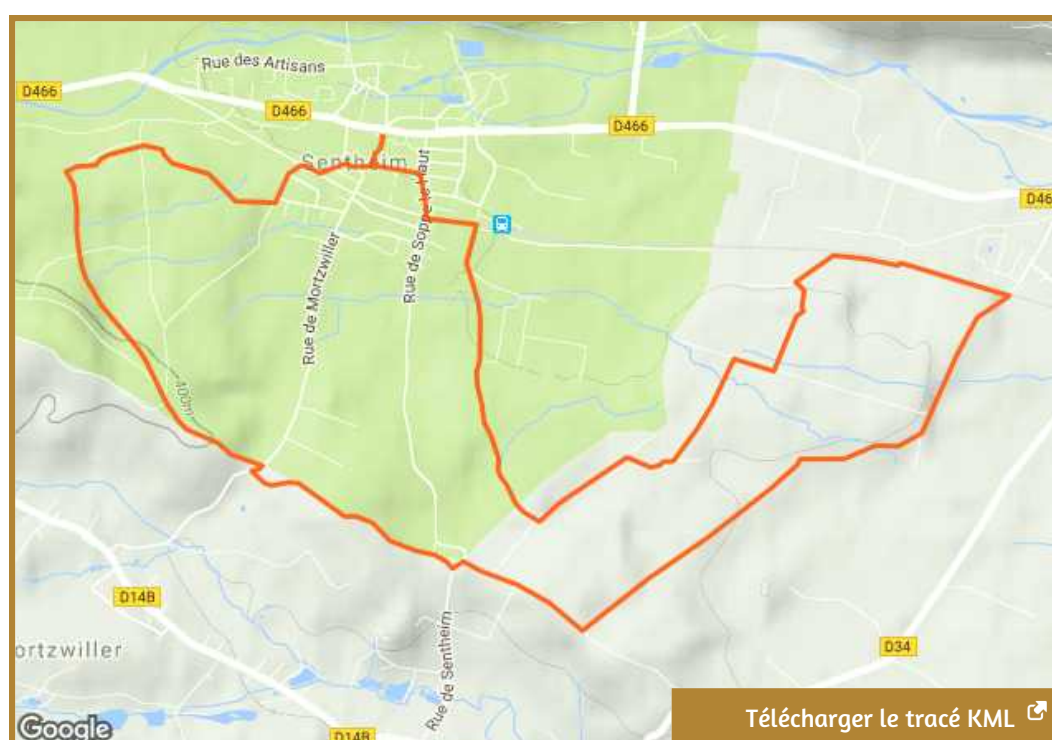 Rue des Artisans
D466
D466
D466
Sentheim
D46
Rue de Soppe le Haut
Rue de Mortzwiller
400m
D14B
ortzwiller
Rue de Sentheim
D34
D14B
Google
Télécharger le tracé KML